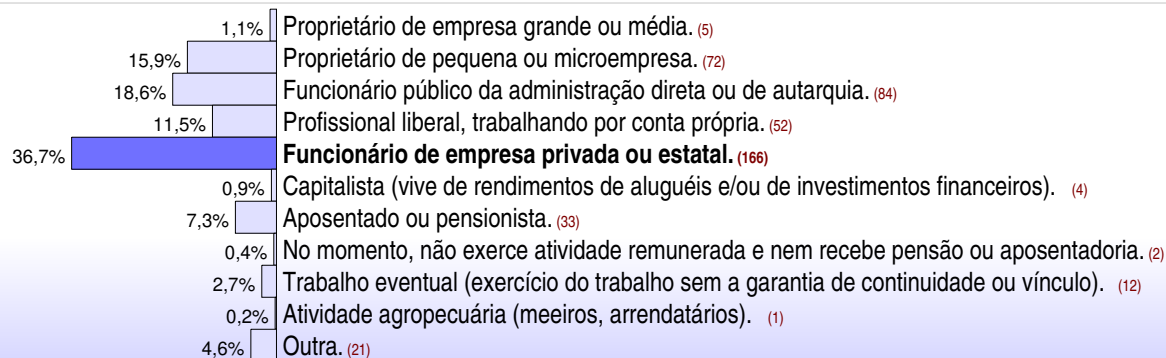 1,1% Proprietário de empresa grande ou média. (5)
15,9% Proprietário de pequena ou microempresa. (72)
18,6% Funcionário público da administração direta ou de autarquia. (84)
11,5% Profissional liberal, trabalhando por conta própria. (52)
36,7% Funcionário de empresa privada ou estatal. (166)
0,9% Capitalista (vive de rendimentos de aluguéis e/ou de investimentos financeiros). (4)
7,3% Aposentado ou pensionista. (33)
0,4% No momento, não exerce atividade remunerada e nem recebe pensão ou aposentadoria. (2)
2,7% Trabalho eventual (exercício do trabalho sem a garantia de continuidade ou vínculo). (12)
0,2% Atividade agropecuária (meeiros, arrendatários). (1)
4,6% Outra. (21)